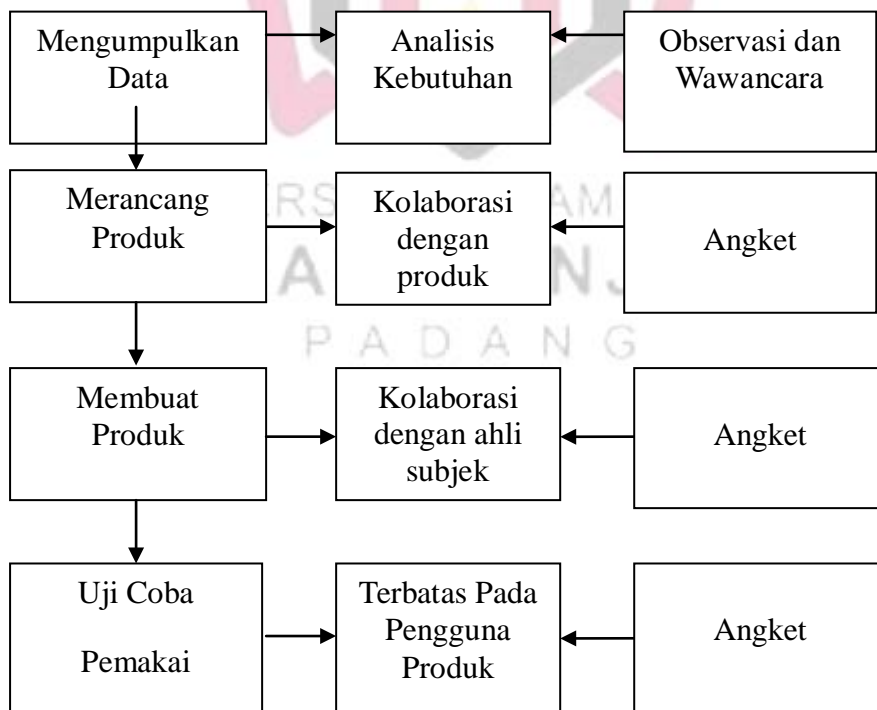 Mengumpulkan
Data
Analisis
Kebutuhan
Observasi dan
Wawancara
Merancang
Produk
Kolaborasi
dengan
produk
Angket
PADANG
Membuat
Produk
Kolaborasi
dengan ahli
subjek
Angket
Uji Coba
Pemakai
Terbatas Pada
Pengguna
Produk
Angket